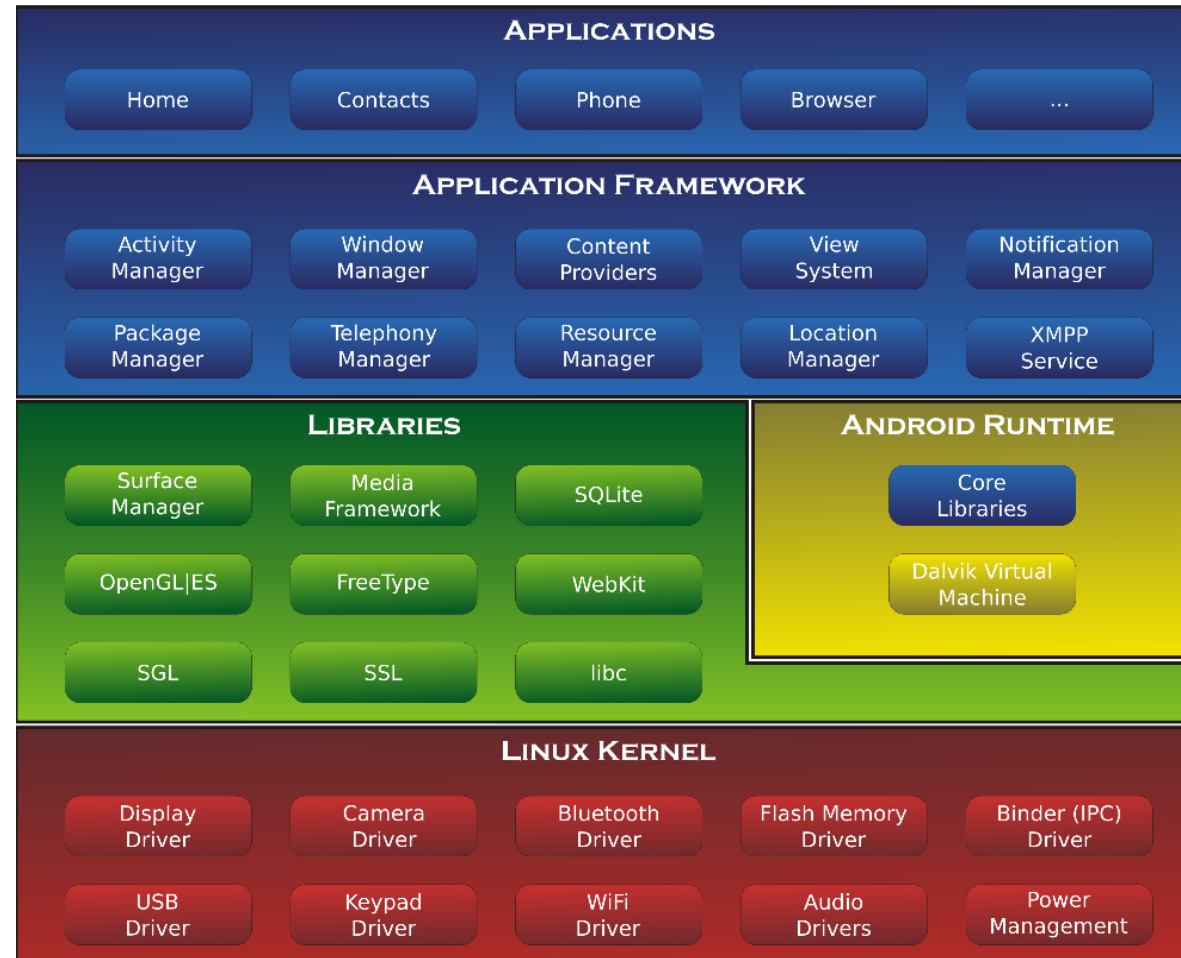 APPLICATIONS
Home
Contacts
Phone
Browser
...
APPLICATION FRAMEWORK
Activity
Manager
Window
Manager
Content
Providers
View
System
Notification
Manager
Package
Manager
Telephony
Manager
Resource
Manager
Location
Manager
XMPP
Service
LIBRARIES
Surface
Manager
Media
Framework
SQLite
OpenGL|ES
FreeType
WebKit
SGL
SSL
libc
ANDROID RUNTIME
Core
Libraries
Dalvik Virtual
Machine
LINUX KERNEL
Display
Driver
Camera
Driver
Bluetooth
Driver
Flash Memory
Driver
Binder (IPC)
Driver
USB
Driver
Keypad
Driver
WiFi
Driver
Audio
Drivers
Power
Management